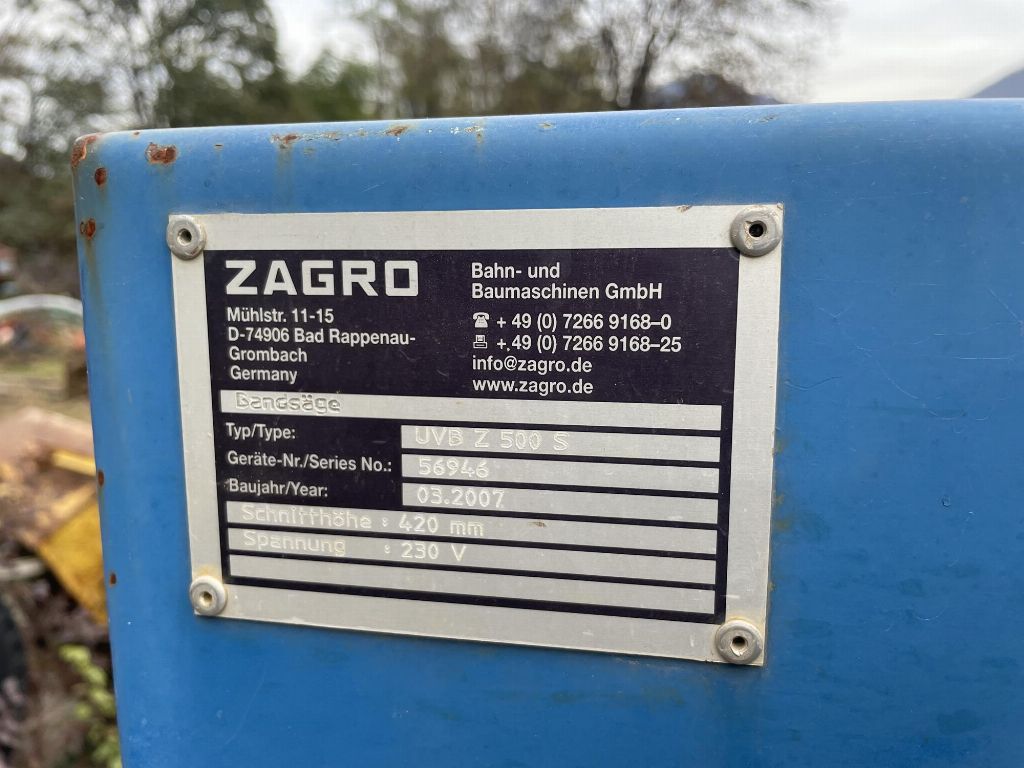 ZAGRO
Mühlstr. 11-15
D-74906 Bad Rappenau-
Grombach
Germany
Bahn- und
Baumaschinen GmbH
☎ + 49 (0) 7266 9168–0
+ 49 (0) 7266 9168–25
info@zagro.de
www.zagro.de
Bandsäge
Typ/Type: UVB Z 500 S
Geräte-Nr./Series No.: 56946
Baujahr/Year: 03.2007
Schnitthöhe : 420 mm
Spannung : 230 V